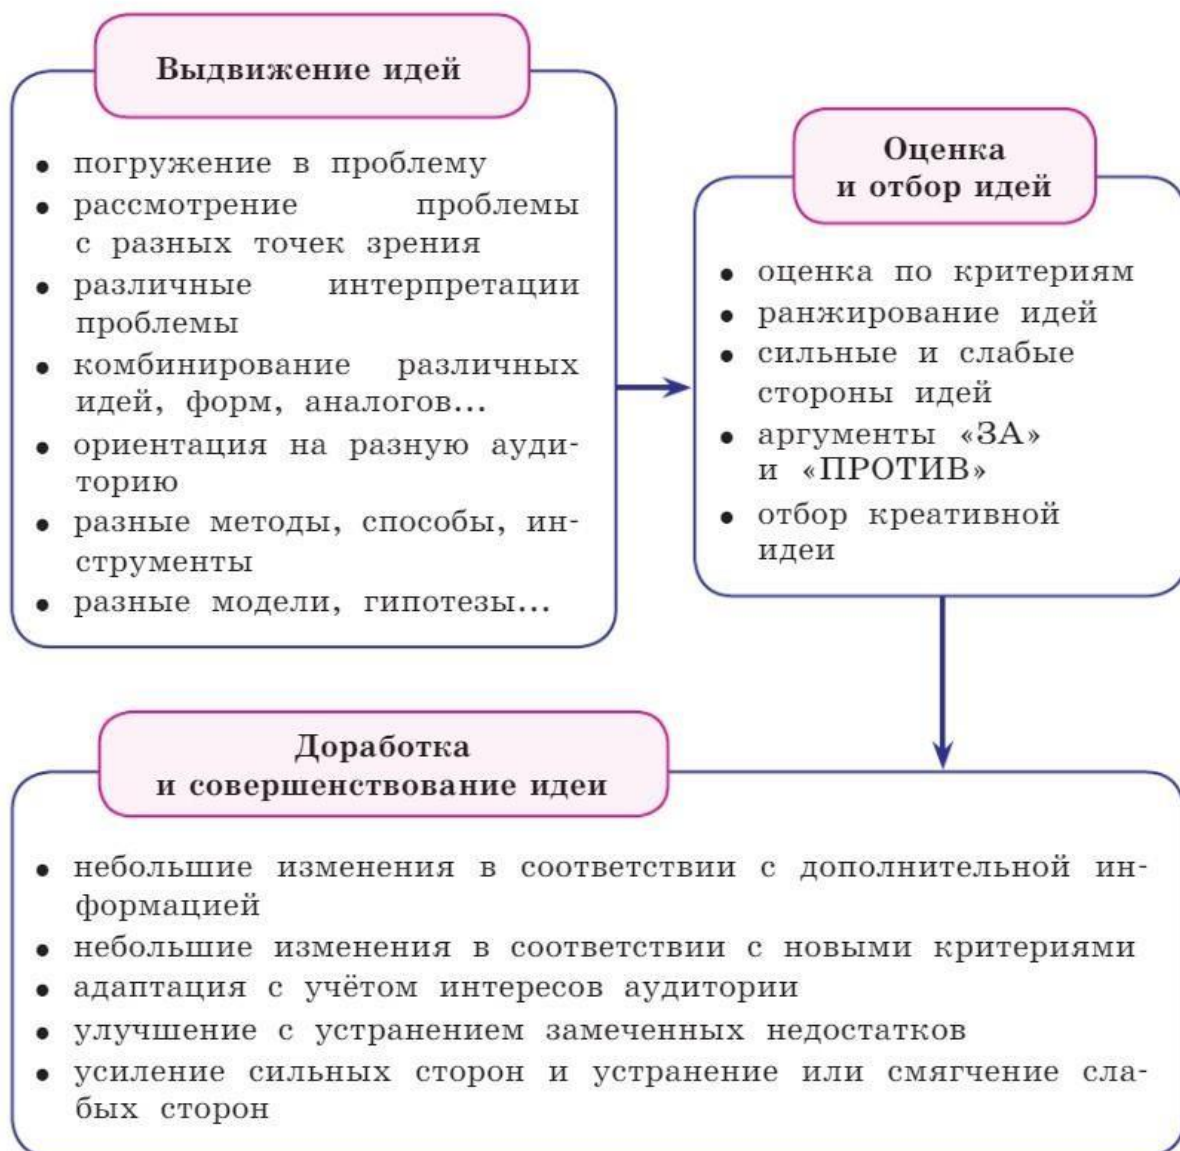 Выдвижение идей
• погружение в проблему
• рассмотрение проблемы
с разных точек зрения
• различные интерпретации
проблемы
• комбинирование различных
идей, форм, аналогов...
• ориентация на разную ауди-
торию
• разные методы, способы, ин-
струменты
• разные модели, гипотезы...
Оценка
и отбор идей
• оценка по критериям
• ранжирование идей
• сильные и слабые
стороны идей
• аргументы «ЗА»
и «ПРОТИВ»
• отбор креативной
идеи
Доработка
и совершенствование идеи
• небольшие изменения в соответствии с дополнительной ин-
формацией
• небольшие изменения в соответствии с новыми критериями
• адаптация с учётом интересов аудитории
• улучшение с устранением замеченных недостатков
• усиление сильных сторон и устранение или смягчение сла-
бых сторон